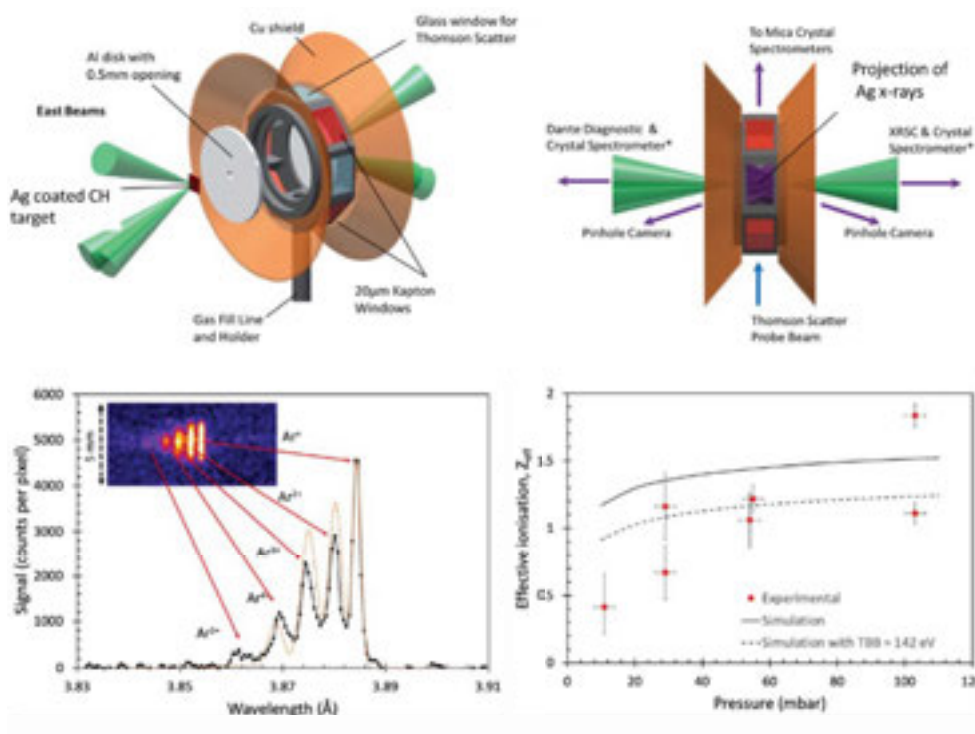 Cu shield
Glass window for
Thomson Scatter
Al disk with
0.5mm opening
East Beams
Ag coated CH
target
20μm Kapton
Windows
Gas Fill Line
and Holder
To Mica Crystal
Spectrometers
Projection of
Ag x-rays
Dante Diagnostic &
Crystal Spectrometer*
XRSC & Crystal
Spectrometer*
Pinhole Camera
Pinhole Camera
Thomson Scatter
Probe Beam
Signal (counts per pixel)
6000
5000
4000
3000
2000
1000
0
5 mm
3.83
3.85
3.87
3.89
3.91
Wavelength (Å)
Effective ionisation, Zeff
2
1.5
1
0.5
0
Experimental
Simulation
Simulation with TBB = 142 eV
0
20
40
60
80
100
120
Pressure (mbar)